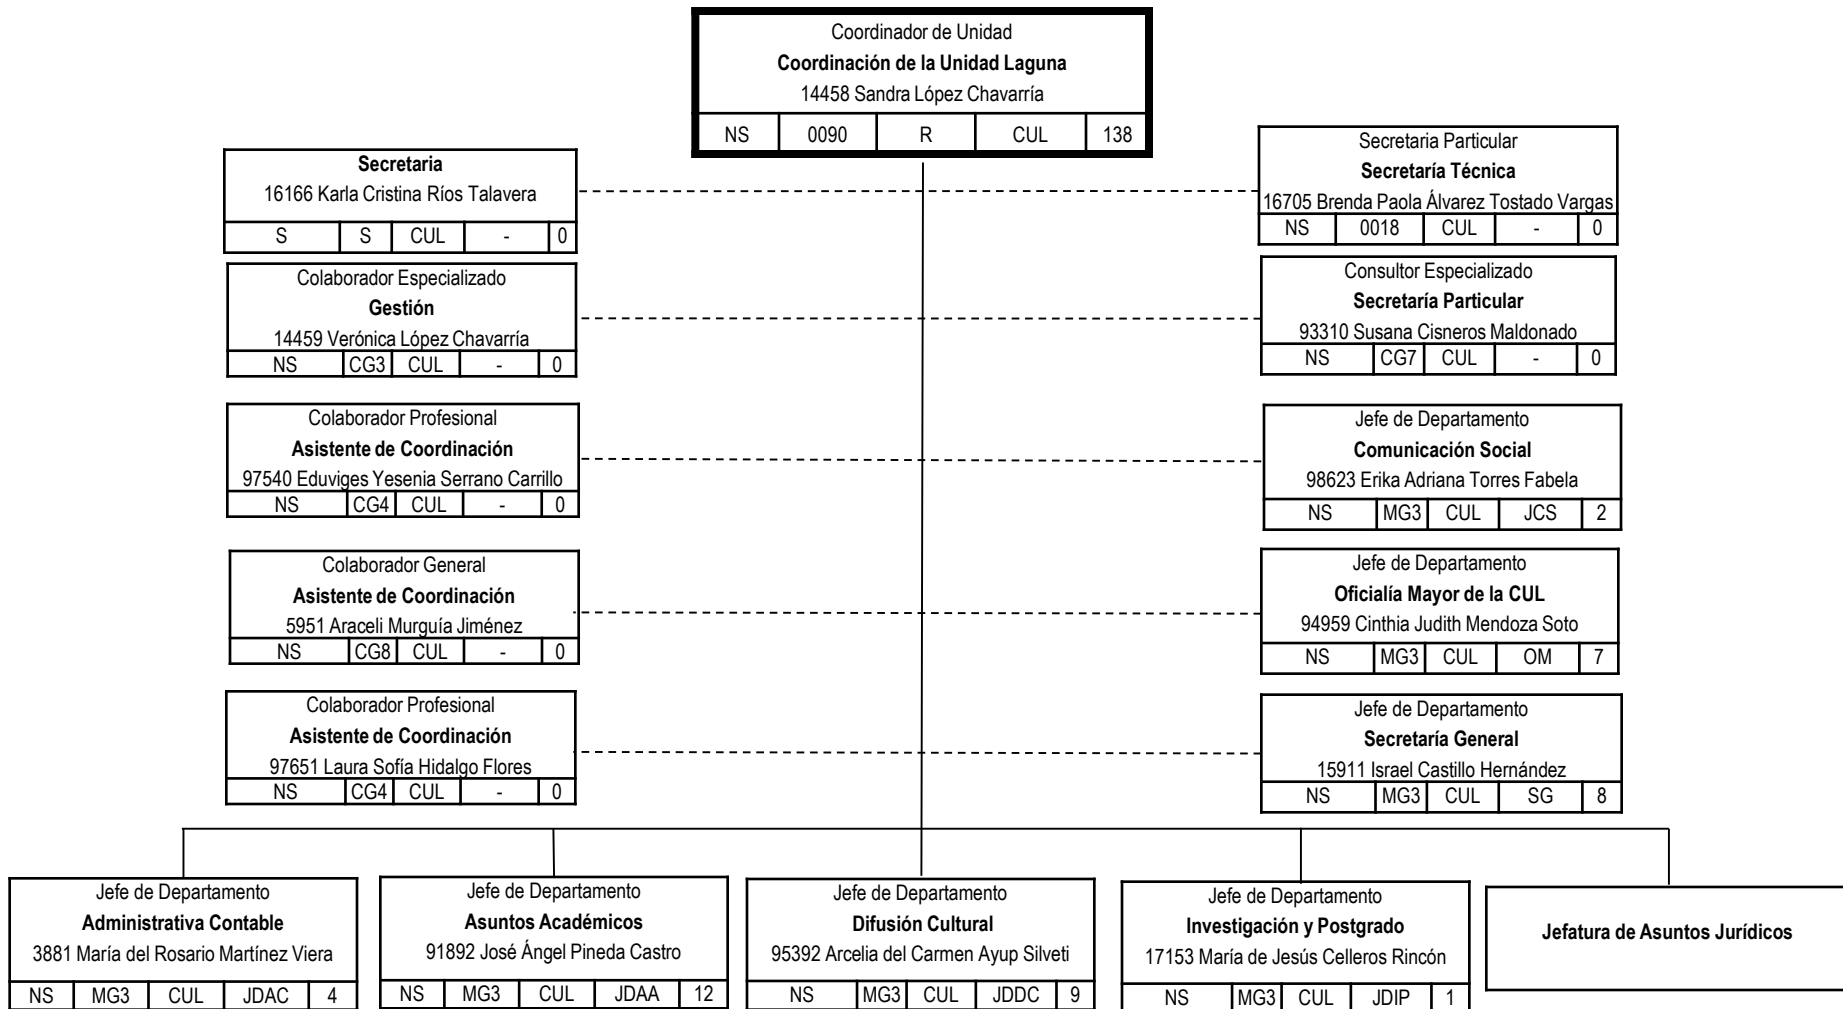 Coordinador de Unidad
Coordinación de la Unidad Laguna
14458 Sandra López Chavarría
NS 0090 R CUL 138
Secretaria
16166 Karla Cristina Ríos Talavera
S S CUL - 0
Secretaria Particular
Secretaría Técnica
16705 Brenda Paola Álvarez Tostado Vargas
NS 0018 CUL - 0
Colaborador Especializado
Gestión
14459 Verónica López Chavarría
NS CG3 CUL - 0
Consultor Especializado
Secretaría Particular
93310 Susana Cisneros Maldonado
NS CG7 CUL - 0
Colaborador Profesional
Asistente de Coordinación
97540 Eduviges Yesenia Serrano Carrillo
NS CG4 CUL - 0
Jefe de Departamento
Comunicación Social
98623 Erika Adriana Torres Fabela
NS MG3 CUL JCS 2
Colaborador General
Asistente de Coordinación
5951 Araceli Murguía Jiménez
NS CG8 CUL - 0
Jefe de Departamento
Oficialía Mayor de la CUL
94959 Cinthia Judith Mendoza Soto
NS MG3 CUL OM 7
Colaborador Profesional
Asistente de Coordinación
97651 Laura Sofía Hidalgo Flores
NS CG4 CUL - 0
Jefe de Departamento
Secretaría General
15911 Israel Castillo Hernández
NS MG3 CUL SG 8
Jefe de Departamento
Administrativa Contable
3881 María del Rosario Martínez Viera
NS MG3 CUL JDAC 4
Jefe de Departamento
Asuntos Académicos
91892 José Ángel Pineda Castro
NS MG3 CUL JDAA 12
Jefe de Departamento
Difusión Cultural
95392 Arcelia del Carmen Ayup Silveti
NS MG3 CUL JDDC 9
Jefe de Departamento
Investigación y Postgrado
17153 María de Jesús Celleros Rincón
NS MG3 CUL JDIP 1
Jefatura de Asuntos Jurídicos